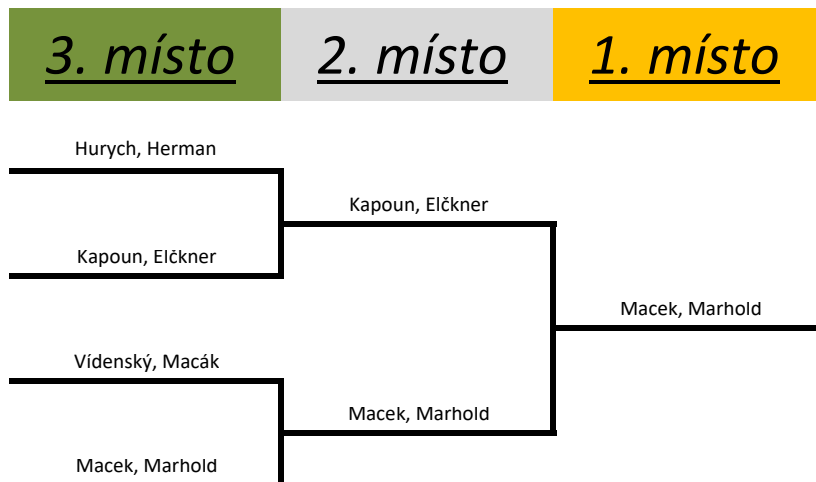 3. místo
2. místo
1. místo
Hurych, Herman
Kapoun, Elčkner
Kapoun, Elčkner
Macek, Marhold
Vídenský, Macák
Macek, Marhold
Macek, Marhold